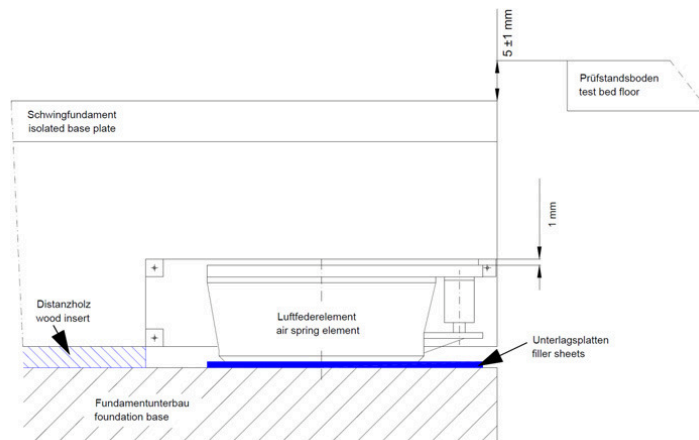 5 ±1 mm
Prüfstandsboden
test bed floor
Schwingfundament
isolated base plate
1 mm
Distanzholz
wood insert
Luftfederelement
air spring element
Unterlagsplatten
filler sheets
Fundamentunterbau
foundation base